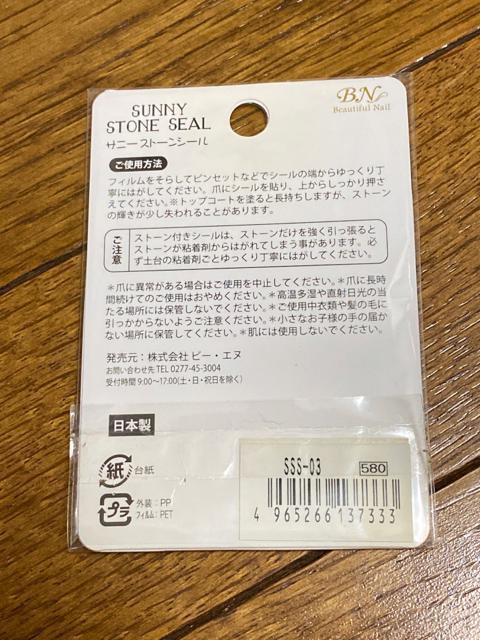 SUNNY
STONE SEAL
サニーストーンシール
B.N
Beautiful Nail
ご使用方法
フィルムをそらしてピンセットなどでシールの端からゆっくり丁
寧にはがしてください。爪にシールを貼り、上からしっかり押さ
えてください。※トップコートを塗ると長持ちしますが、ストーン
の輝きが少し失われることがあります。
ご注意
ストーン付きシールは、ストーンだけを強く引っ張ると
ストーンが粘着剤からはがれてしまう事があります。必
ず土台の粘着剤ごとゆっくり丁寧にはがしてください。
＊爪に異常がある場合はご使用を中止してください。＊爪に長時
間続けてのご使用はおやめください。＊高温多湿や直射日光の当
たる場所には保管しないでください。＊ご使用中衣類や髪の毛に
引っかからないようご注意ください。＊小さなお子様の手の届か
ない場所に保管してください。＊肌には使用しないでください。
発売元：株式会社 ビー・エヌ
お問い合わせ先 TEL 0277-45-3004
受付時間 9:00〜17:00(土・日・祝日を除く)
日本製
紙 台紙
プラ 外装：PP
フィルム：PET
SSS-03
580
4 965266 137333